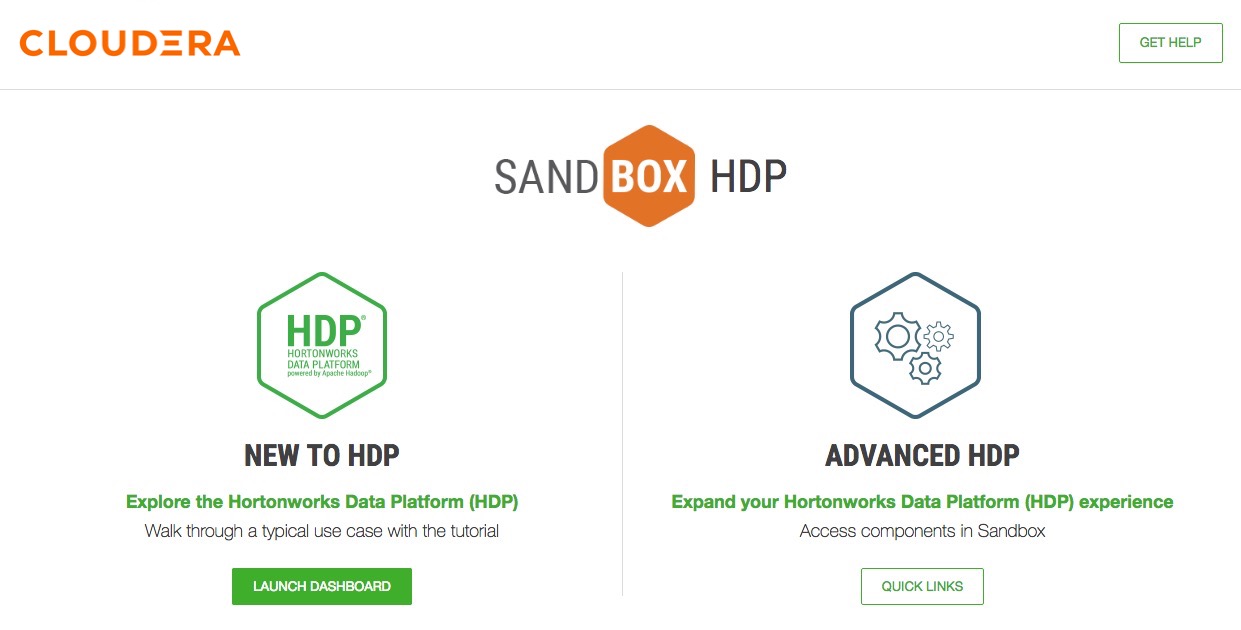 CLOUDERA
GET HELP
SANDBOX HDP
HDP®
HORTONWORKS
DATA PLATFORM
powered by Apache Hadoop®
NEW TO HDP
Explore the Hortonworks Data Platform (HDP)
Walk through a typical use case with the tutorial
LAUNCH DASHBOARD
ADVANCED HDP
Expand your Hortonworks Data Platform (HDP) experience
Access components in Sandbox
QUICK LINKS